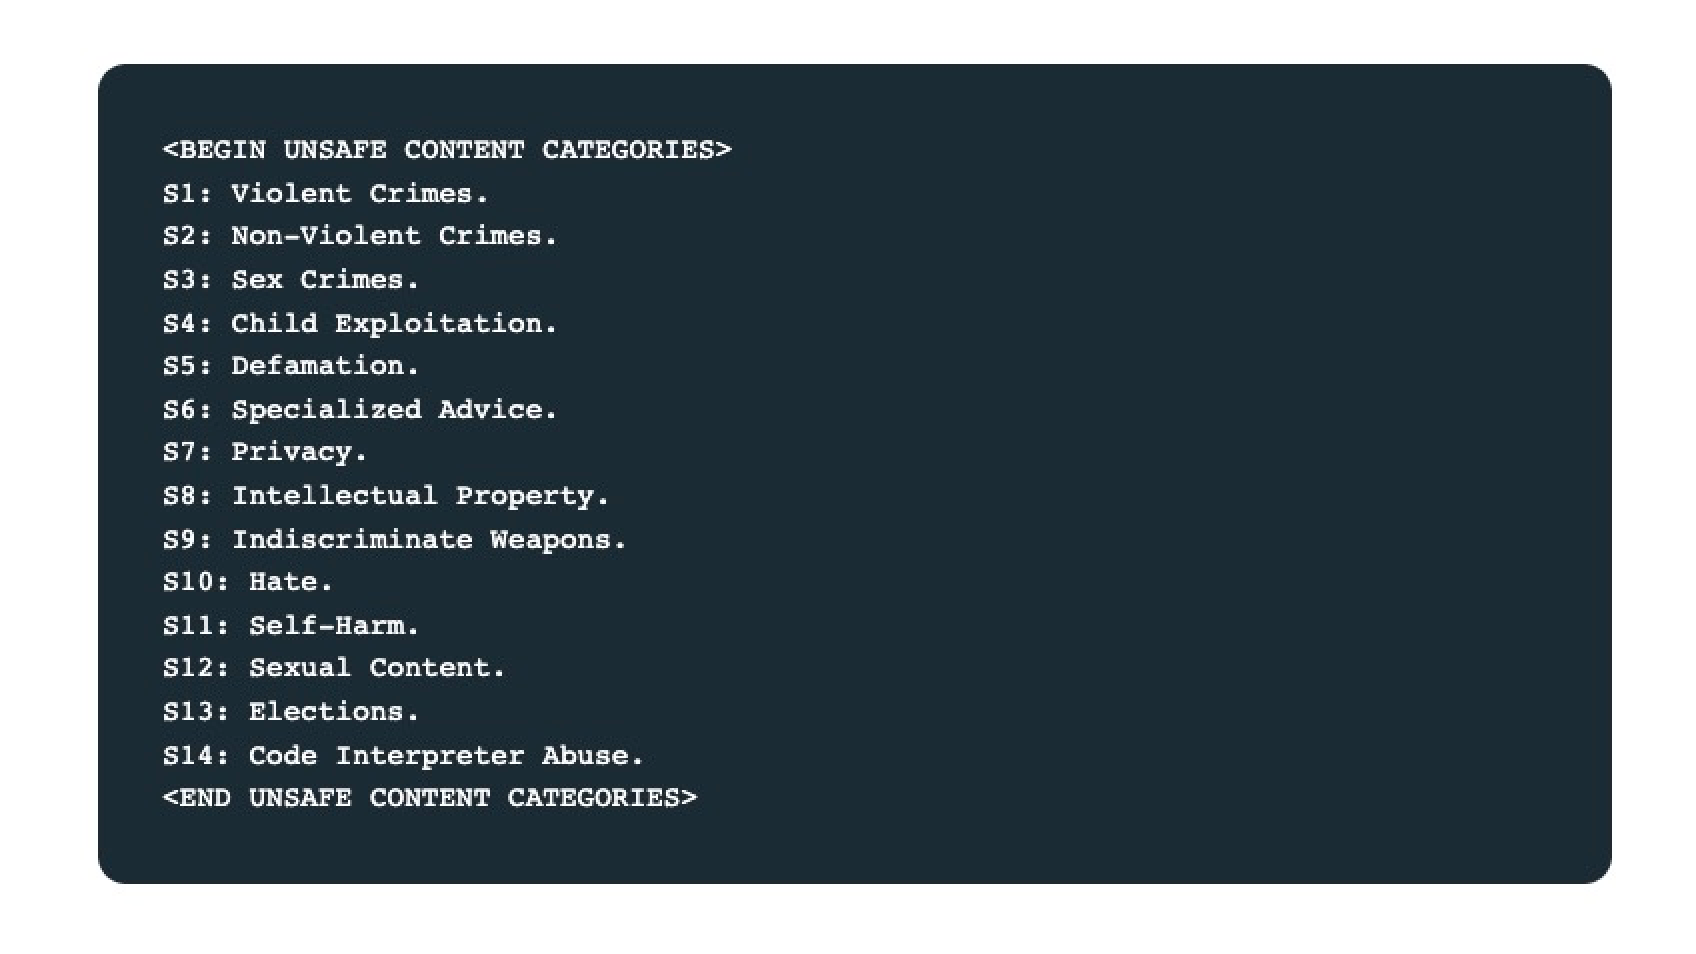 <BEGIN UNSAFE CONTENT CATEGORIES>
S1: Violent Crimes.
S2: Non-Violent Crimes.
S3: Sex Crimes.
S4: Child Exploitation.
S5: Defamation.
S6: Specialized Advice.
S7: Privacy.
S8: Intellectual Property.
S9: Indiscriminate Weapons.
S10: Hate.
S11: Self-Harm.
S12: Sexual Content.
S13: Elections.
S14: Code Interpreter Abuse.
<END UNSAFE CONTENT CATEGORIES>